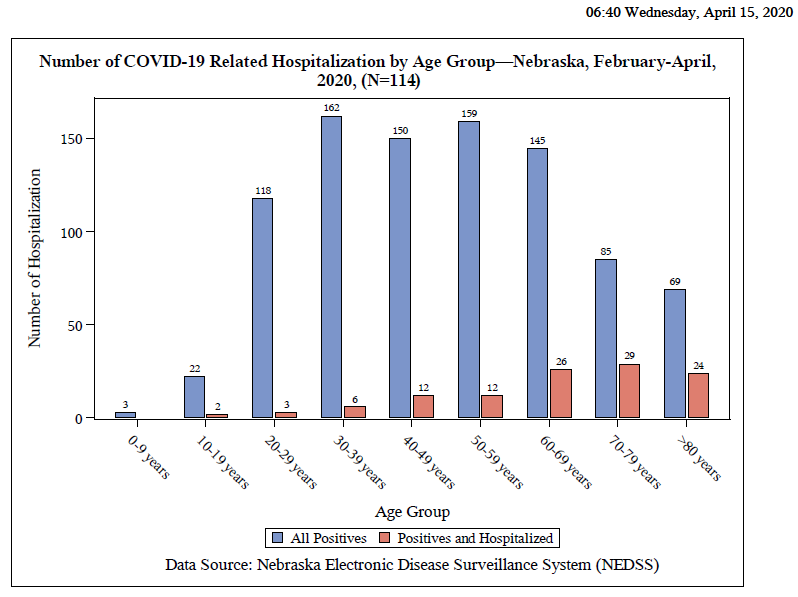 06:40 Wednesday, April 15, 2020
Number of COVID-19 Related Hospitalization by Age Group—Nebraska, February-April,
2020, (N=114)
Number of Hospitalization
150
100
50
0
3
22
2
118
3
162
6
150
12
159
12
145
26
85
29
69
24
0-9 years
10-19 years
20-29 years
30-39 years
40-49 years
50-59 years
60-69 years
70-79 years
>80 years
Age Group
All Positives Positives and Hospitalized
Data Source: Nebraska Electronic Disease Surveillance System (NEDSS)